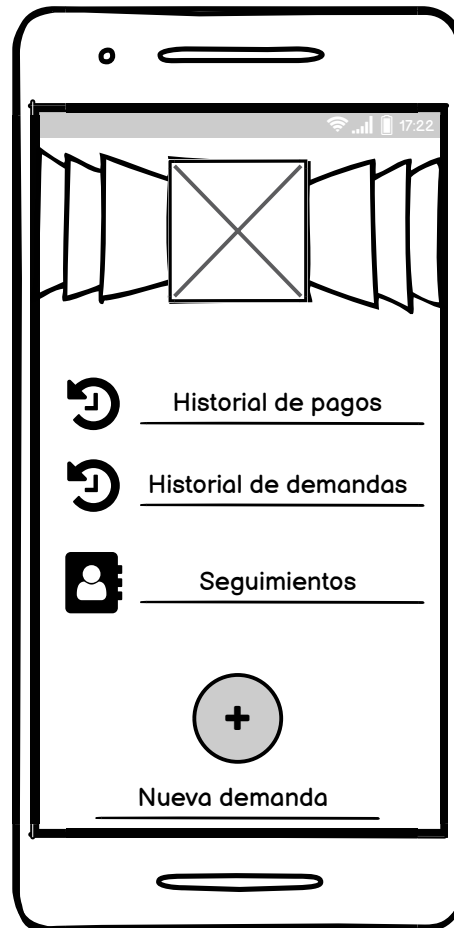 17:22
Historial de pagos
Historial de demandas
Seguimientos
Nueva demanda